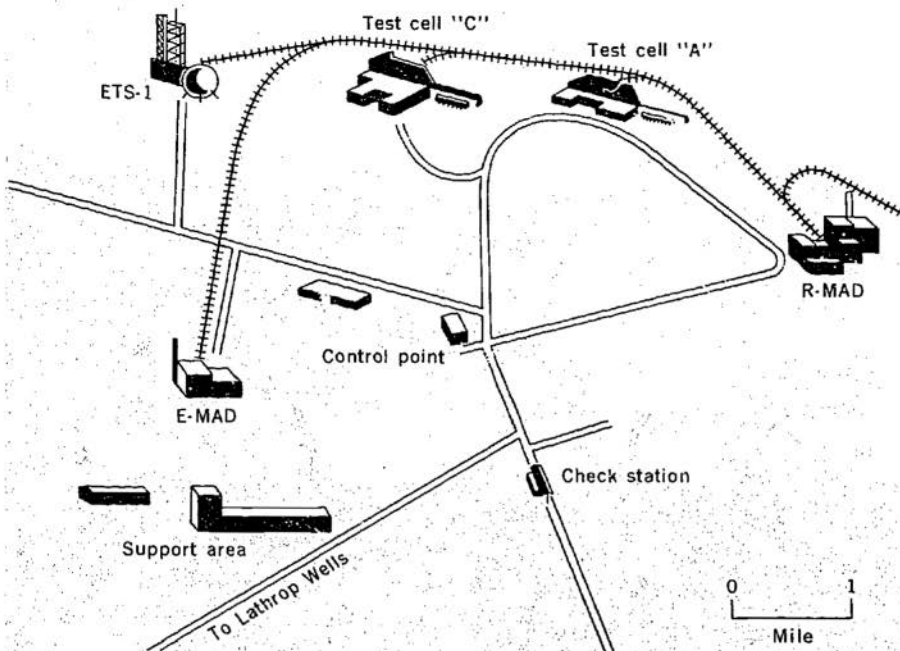 Test cell "C"
Test cell "A"
ETS-1
R-MAD
Control point
E-MAD
Check station
Support area
To Lathrop Wells
0 1
Mile